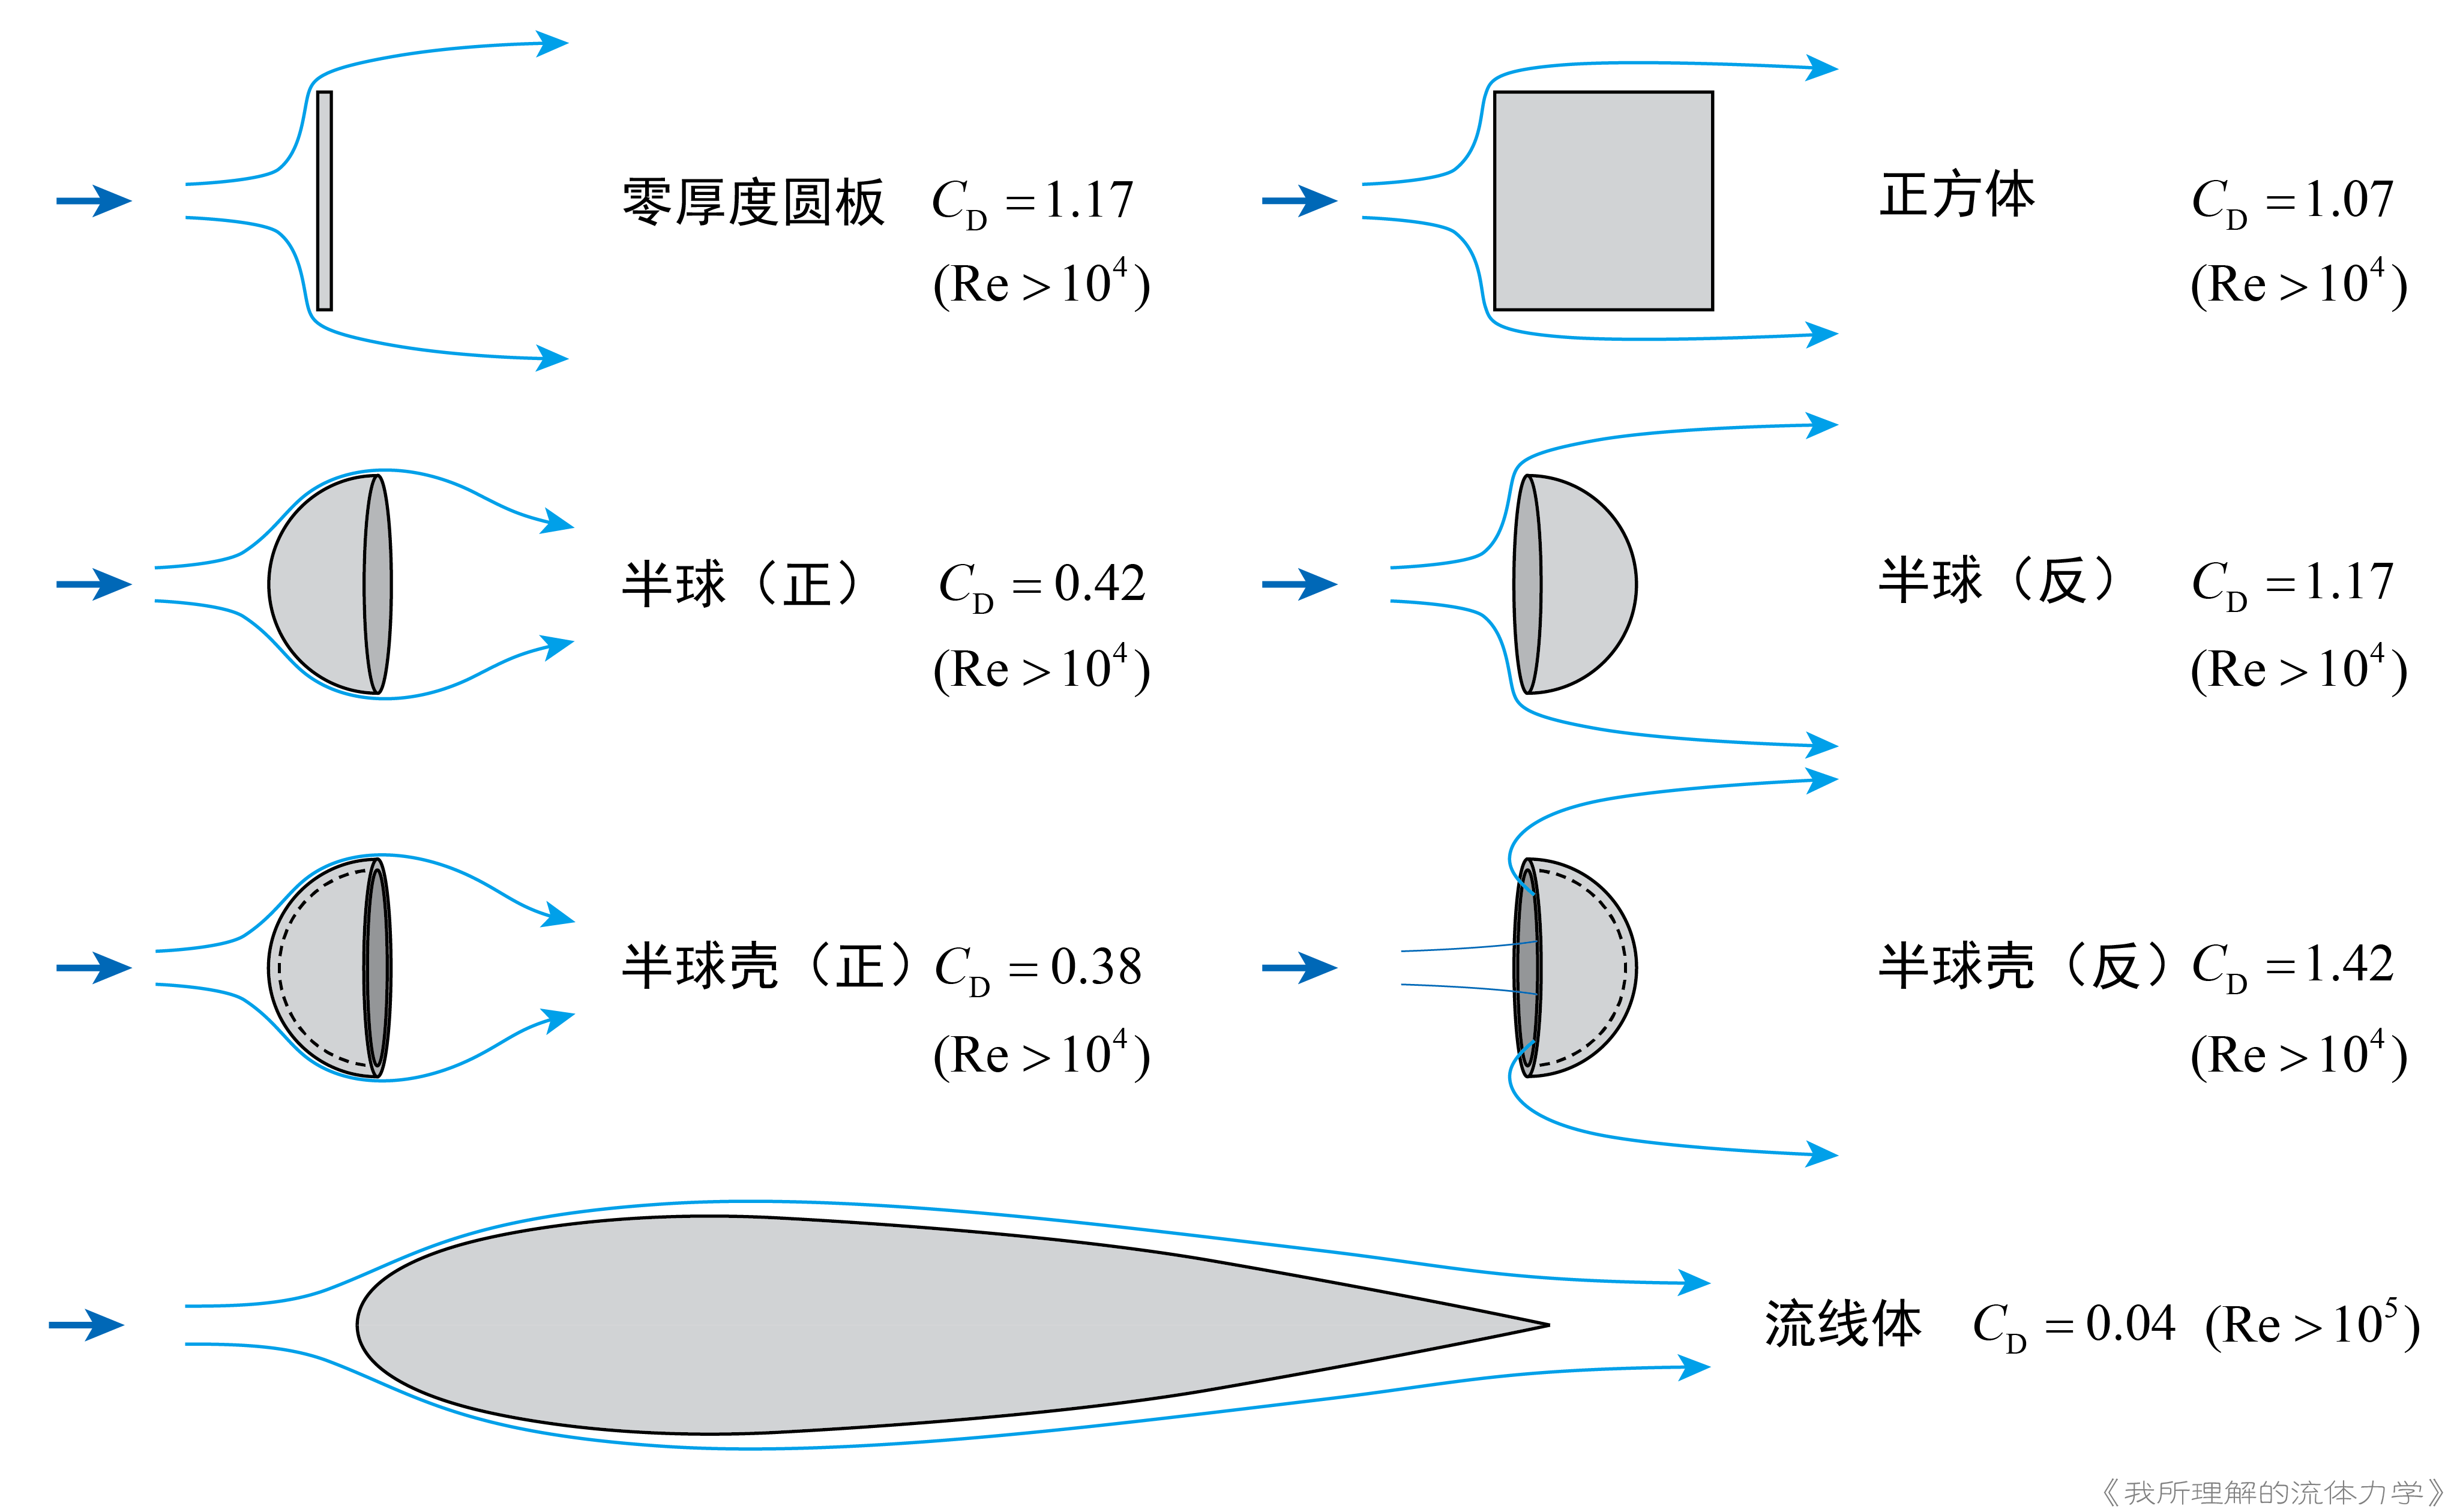 零厚度圆板 C_D = 1.17
(Re > 10^4)
正方体 C_D = 1.07
(Re > 10^4)
半球（正） C_D = 0.42
(Re > 10^4)
半球（反） C_D = 1.17
(Re > 10^4)
半球壳（正） C_D = 0.38
(Re > 10^4)
半球壳（反） C_D = 1.42
(Re > 10^4)
流线体 C_D = 0.04 (Re > 10^5)
《我所理解的流体力学》